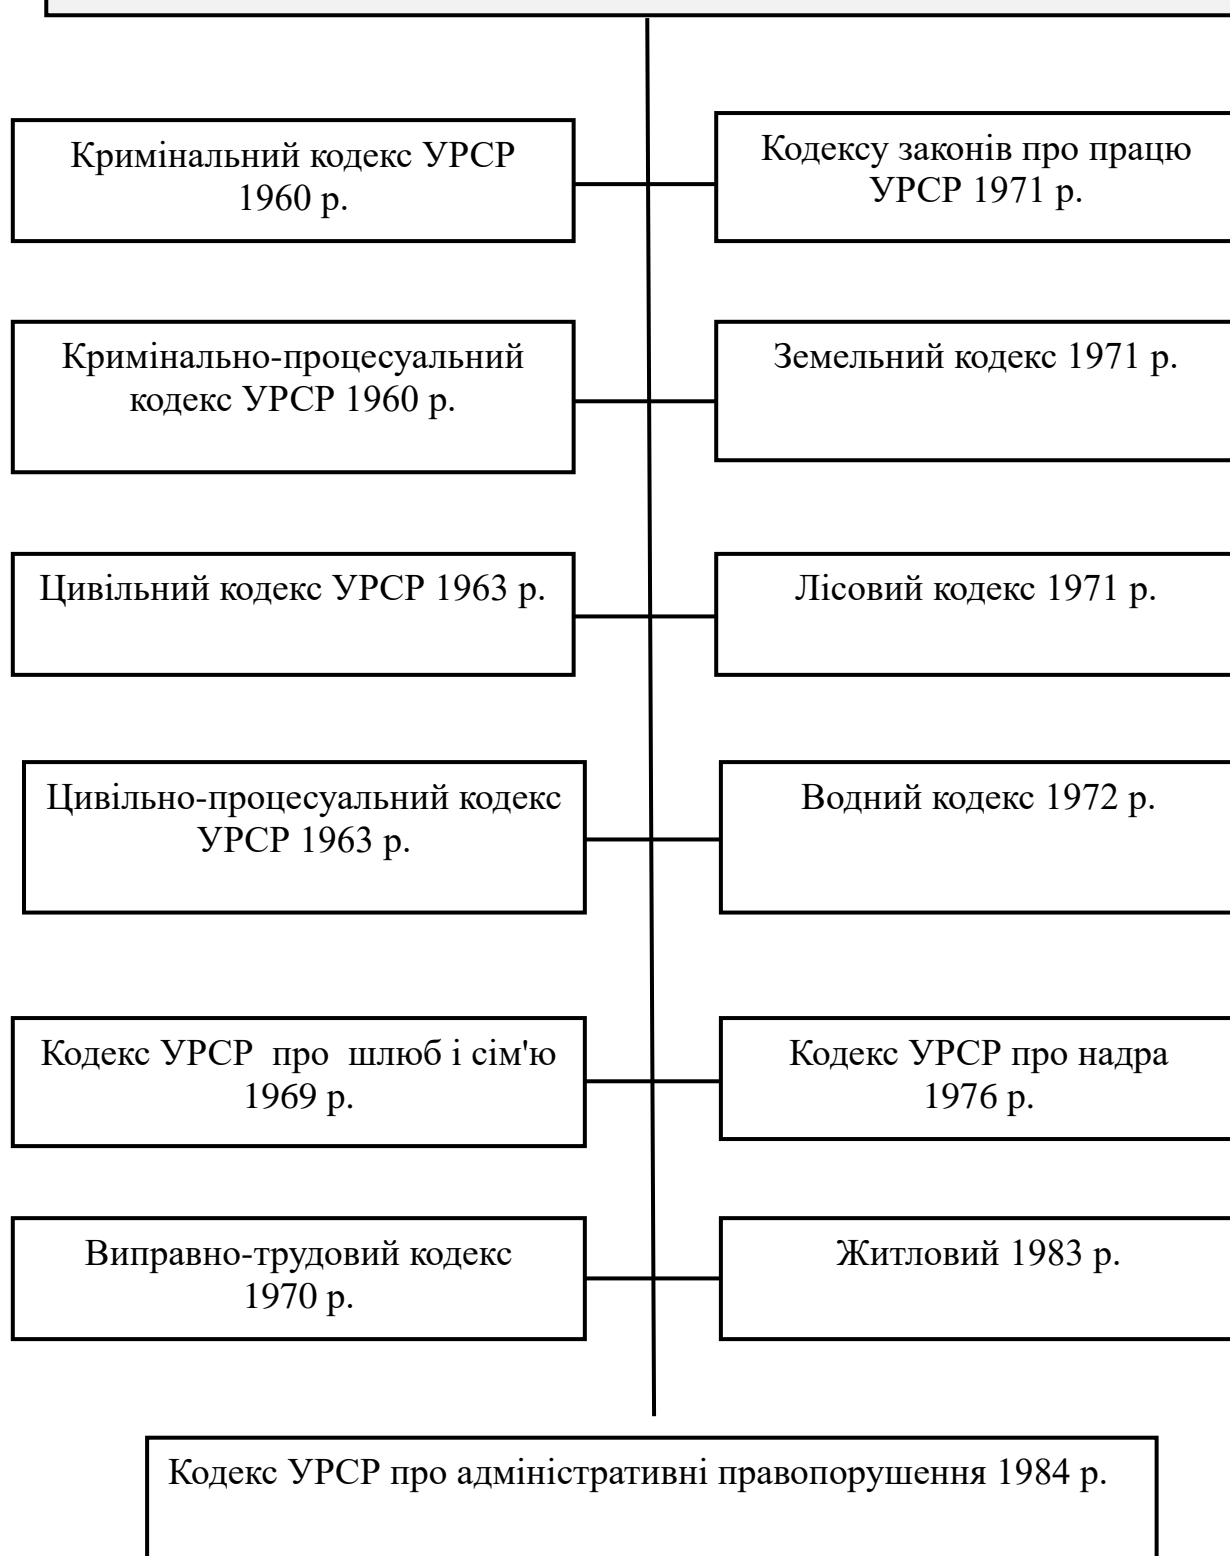 Кримінальний кодекс УРСР
1960 р.
Кодексу законів про працю
УРСР 1971 р.
Кримінально-процесуальний
кодекс УРСР 1960 р.
Земельний кодекс 1971 р.
Цивільний кодекс УРСР 1963 р.
Лісовий кодекс 1971 р.
Цивільно-процесуальний кодекс
УРСР 1963 р.
Водний кодекс 1972 р.
Кодекс УРСР про шлюб і сім'ю
1969 р.
Кодекс УРСР про надра
1976 р.
Виправно-трудовий кодекс
1970 р.
Житловий 1983 р.
Кодекс УРСР про адміністративні правопорушення 1984 р.